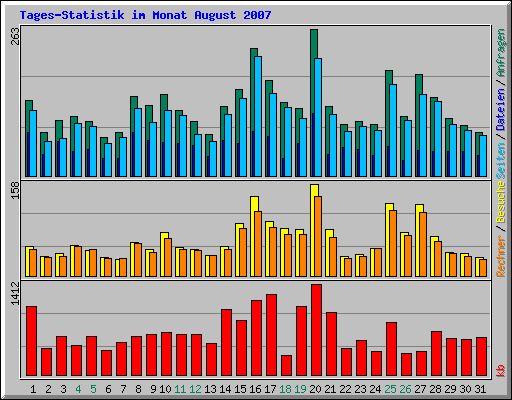 Tages-Statistik im Monat August 2007
263
158
1412
Rechner / Besuche Seiten / Dateien / Anfragen
kb
1 2 3 4 5 6 7 8 9 10 11 12 13 14 15 16 17 18 19 20 21 22 23 24 25 26 27 28 29 30 31